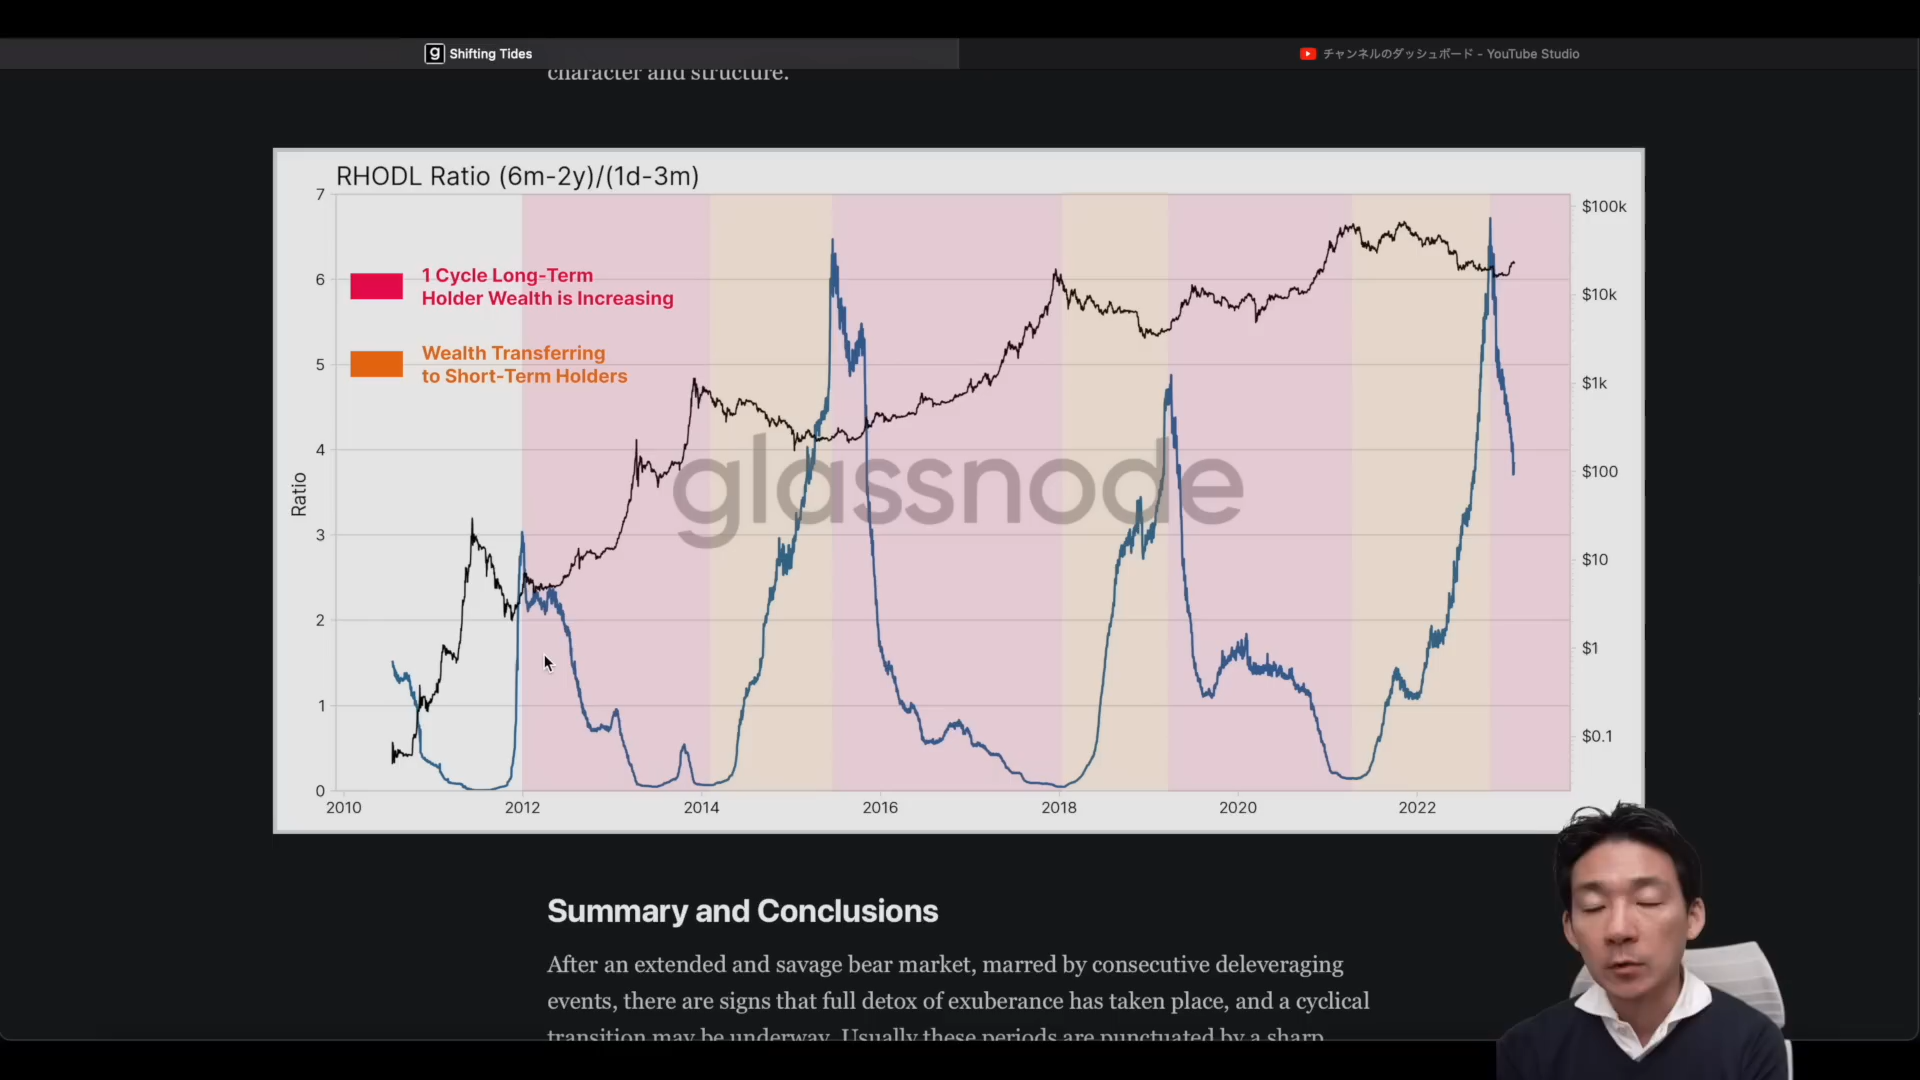 g Shifting Tides
チャンネルのダッシュボード - YouTube Studio
character and structure.
RHODL Ratio (6m-2y)/(1d-3m)
7
6
5
4
3
2
1
0
Ratio
1 Cycle Long-Term
Holder Wealth is Increasing
Wealth Transferring
to Short-Term Holders
glassnode
$100k
$10k
$1k
$100
$10
$1
$0.1
2010 2012 2014 2016 2018 2020 2022
Summary and Conclusions
After an extended and savage bear market, marred by consecutive deleveraging
events, there are signs that full detox of exuberance has taken place, and a cyclical
transition may be underway. Usually these periods are punctuated by a sharp